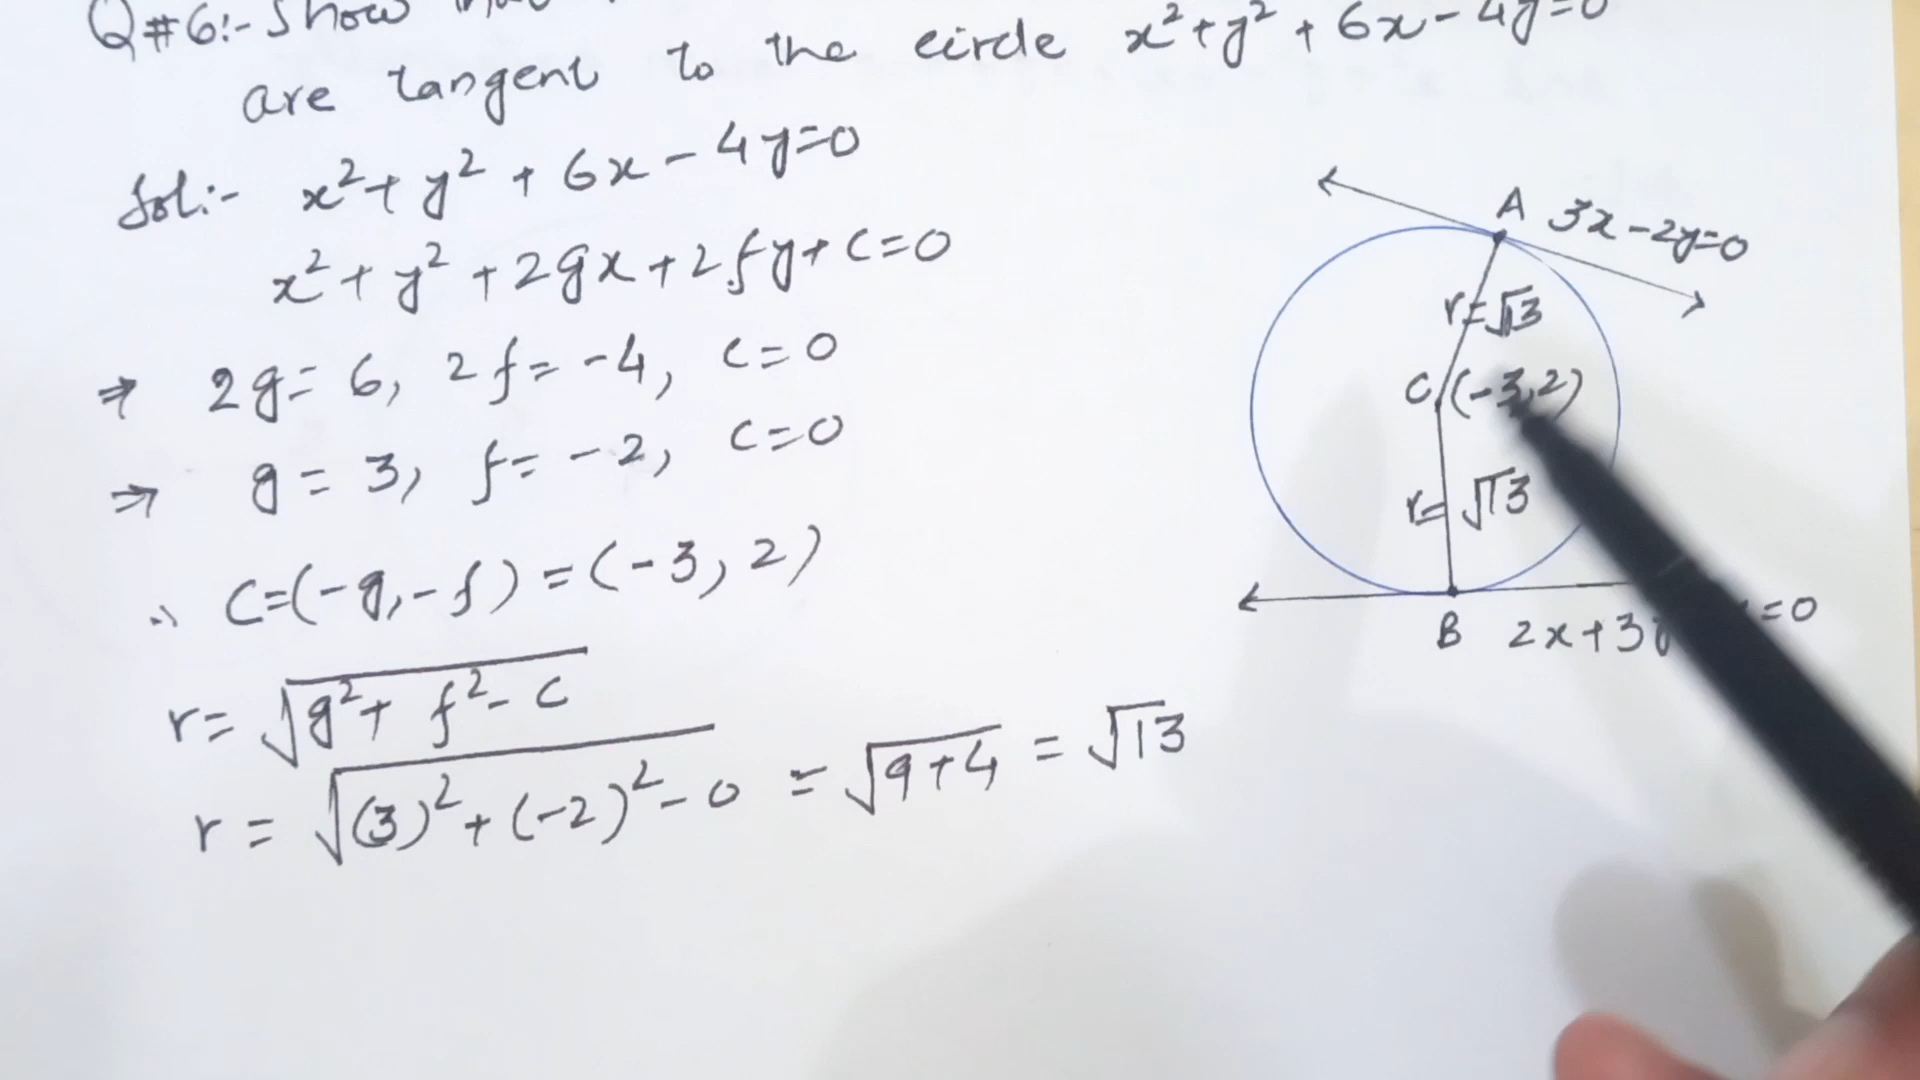 Q#6:- Show that
are tangent to the circle x²+y²+6x-4y=0
Sol:- x²+y²+6x-4y=0
x²+y²+2gx+2fy+c=0
⇒ 2g=6, 2f=-4, c=0
⇒ g=3, f=-2, c=0
∴ C=(-g,-f)=(-3,2)
r=√g²+f²-c
r=√(3)²+(-2)²-0 = √9+4 = √13
A 3x-2y=0
r=√13
C(-3,2)
r=√13
B 2x+3y =0